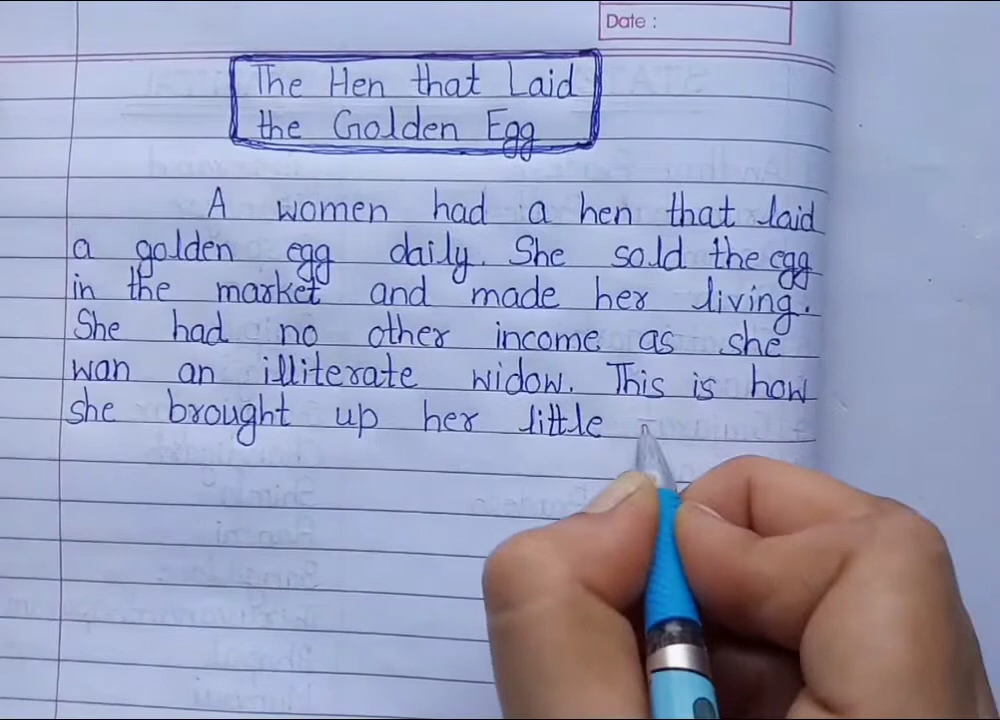 Date :
The Hen that Laid
the Golden Egg
A women had a hen that laid
a golden egg daily. She sold the egg
in the market and made her living.
She had no other income as she
wan an illiterate widow. This is how
she brought up her little